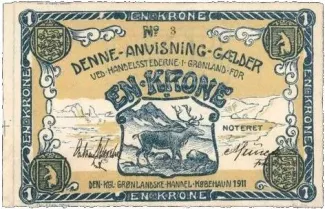 1 EN·KRONE 1
Nº 3
DENNE·ANVISNING·GÆLDER
VED·HANDELSSTEDERNE·I·GRØNLAND·FOR
EN·KRONE
NOTERET
DEN·KGL·GRØNLANDSKE·HANDEL·KØBENHAVN 1911
1 EN·KRONE 1